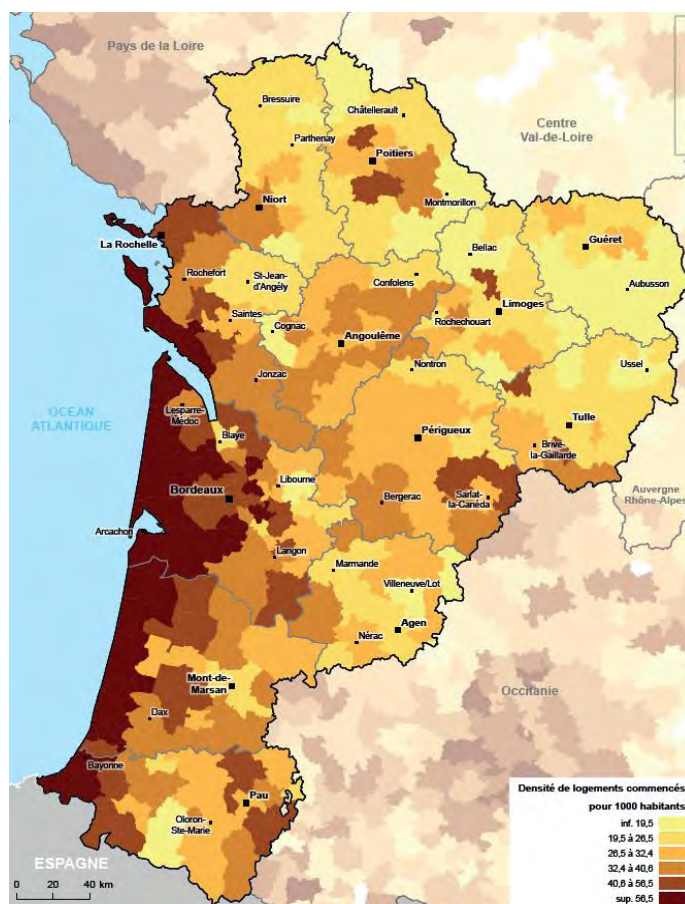 Pays de la Loire
Bressuire
Châtellerault
Centre
Val-de-Loire
Parthenay
Poitiers
Niort
Montmorillon
La Rochelle
Bellac
Guéret
Rochefort
St-Jean-
d'Angély
Confolens
Aubusson
Limoges
Saintes
Cognac
Rochechouart
Angoulême
Jonzac
Nontron
Ussel
OCEAN
ATLANTIQUE
Lesparre-
Médoc
Périgueux
Tulle
Blaye
Brive-
la-Gaillarde
Libourne
Bordeaux
Bergerac
Sarlat-
la-Canéda
Auvergne
Rhône-Alpes
Arcachon
Langon
Marmande
Villeneuve/Lot
Agen
Nérac
Mont-de-
Marsan
Occitanie
Dax
Bayonne
Pau
Oloron-
Ste-Marie
ESPAGNE
0 20 40 km
Densité de logements commencés
pour 1000 habitants
inf. 19,5
19,5 à 26,5
26,5 à 32,4
32,4 à 40,6
40,6 à 56,5
sup. 56,5